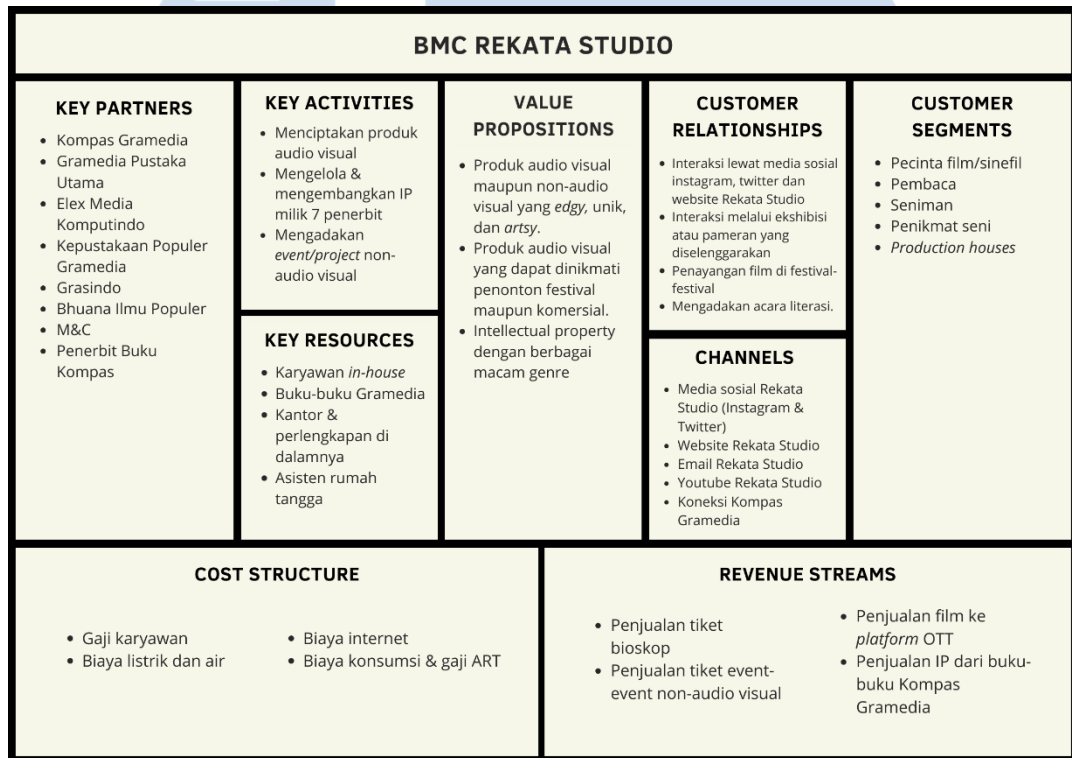 BMC REKATA STUDIO
KEY PARTNERS
• Kompas Gramedia
• Gramedia Pustaka
Utama
• Elex Media
Komputindo
• Kepustakaan Populer
Gramedia
• Grasindo
• Bhuana Ilmu Populer
• M&C
• Penerbit Buku
Kompas
KEY ACTIVITIES
• Menciptakan produk
audio visual
• Mengelola &
mengembangkan IP
milik 7 penerbit
• Mengadakan
event/project non-
audio visual
KEY RESOURCES
• Karyawan in-house
• Buku-buku Gramedia
• Kantor &
perlengkapan di
dalamnya
• Asisten rumah
tangga
VALUE
PROPOSITIONS
• Produk audio visual
maupun non-audio
visual yang edgy, unik,
dan artsy.
• Produk audio visual
yang dapat dinikmati
penonton festival
maupun komersial.
• Intellectual property
dengan berbagai
macam genre
CUSTOMER
RELATIONSHIPS
• Interaksi lewat media sosial
instagram, twitter dan
website Rekata Studio
• Interaksi melalui ekshibisi
atau pameran yang
diselenggarakan
• Penayangan film di festival-
festival
• Mengadakan acara literasi.
CHANNELS
• Media sosial Rekata
Studio (Instagram &
Twitter)
• Website Rekata Studio
• Email Rekata Studio
• Youtube Rekata Studio
• Koneksi Kompas
Gramedia
CUSTOMER
SEGMENTS
• Pecinta film/sinefil
• Pembaca
• Seniman
• Penikmat seni
• Production houses
COST STRUCTURE
• Gaji karyawan
• Biaya listrik dan air
• Biaya internet
• Biaya konsumsi & gaji ART
REVENUE STREAMS
• Penjualan tiket
bioskop
• Penjualan tiket event-
event non-audio visual
• Penjualan film ke
platform OTT
• Penjualan IP dari buku-
buku Kompas
Gramedia